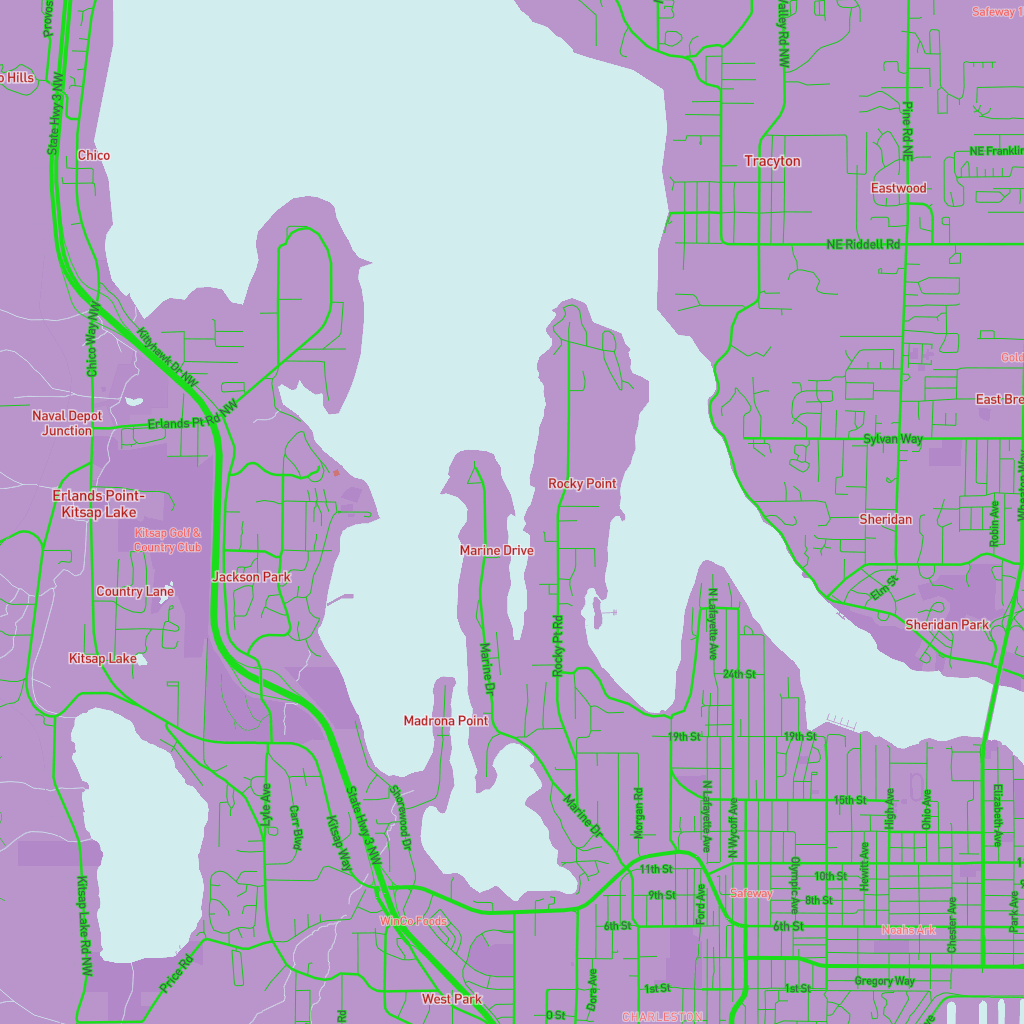 Provos
Valley Rd NW
Safeway 1
o Hills
State Hwy 3 NW
Chico
Pine Rd NE
NE Franklin
Tracyton
Eastwood
NE Riddell Rd
Chico Way NW
Kittyhawk Dr NW
Gold
East Bre
Naval Depot
Junction
Erlands Pt Rd NW
Sylvan Way
Rocky Point
Erlands Point-
Kitsap Lake
Sheridan
Robin Ave
Wheaton Way
Kitsap Golf &
Country Club
Marine Drive
Jackson Park
Country Lane
Elm St
N Lafayette Ave
Sheridan Park
Rocky Pt Rd
Kitsap Lake
Marine Dr
24th St
Madrona Point
19th St
19th St
15th St
Lyle Ave
Carr Blvd
Kitsap Way
State Hwy 3 NW
Shorewood Dr
Marine Dr
Morgan Rd
N Lafayette Ave
N Wycoff Ave
High Ave
Ohio Ave
Elizabeth Ave
11th St
10th St
Hewitt Ave
Olympic Ave
9th St
Ford Ave
Safeway
8th St
Chester Ave
Park Ave
WinCo Foods
6th St
6th St
Noahs Ark
Kitsap Lake Rd NW
Price Rd
West Park
Dora Ave
1st St
1st St
Gregory Way
Rd
0 St
CHARLESTON